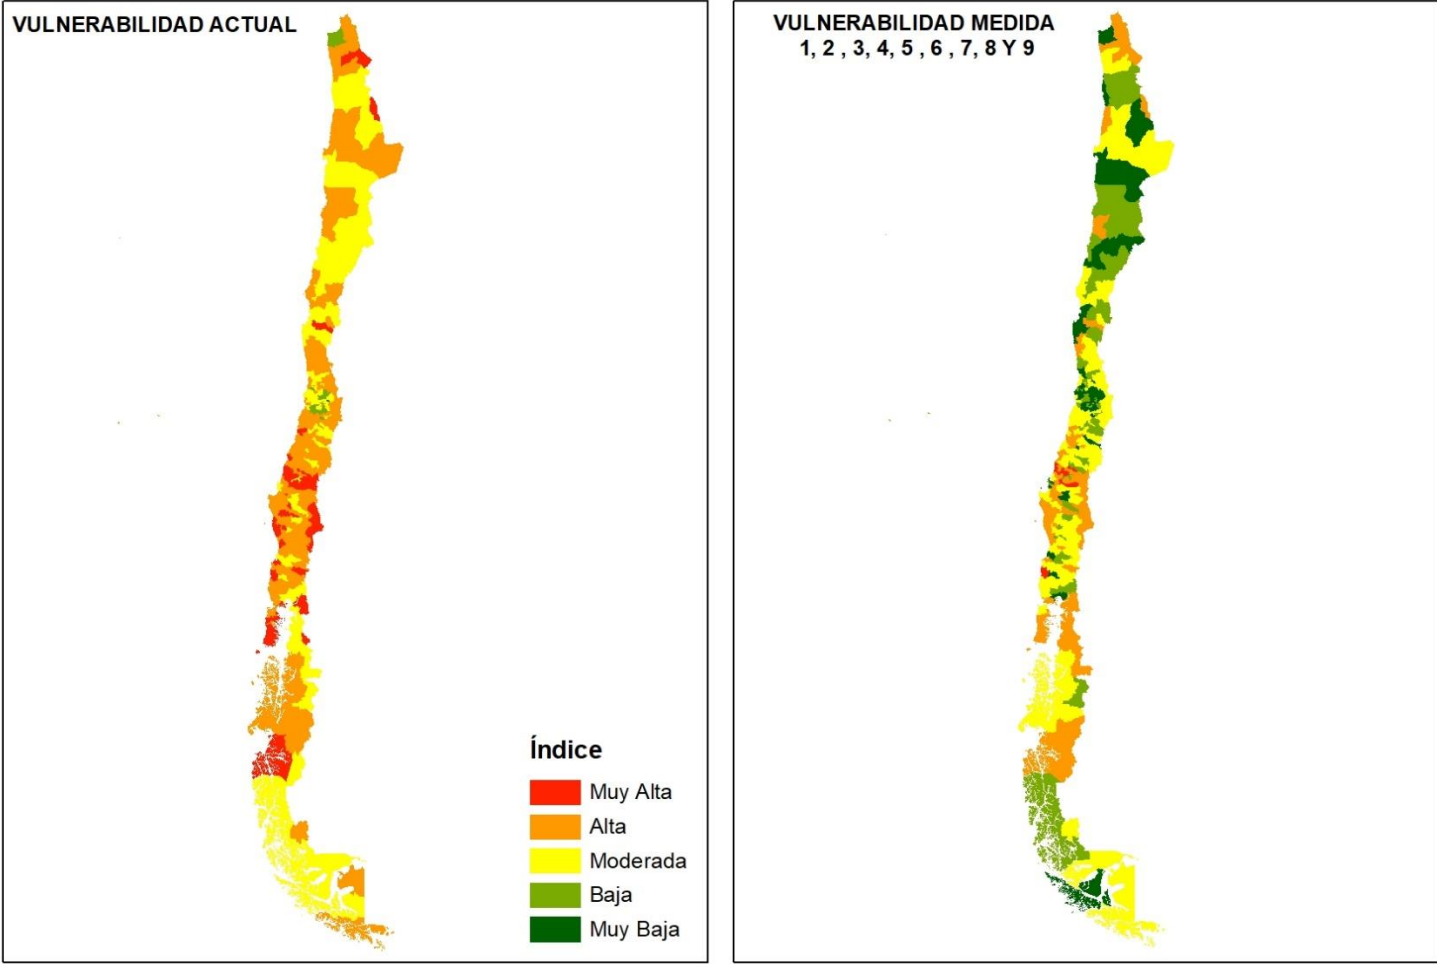 VULNERABILIDAD ACTUAL
VULNERABILIDAD MEDIDA
1, 2 , 3, 4, 5 , 6 , 7, 8 Y 9
Índice
Muy Alta
Alta
Moderada
Baja
Muy Baja